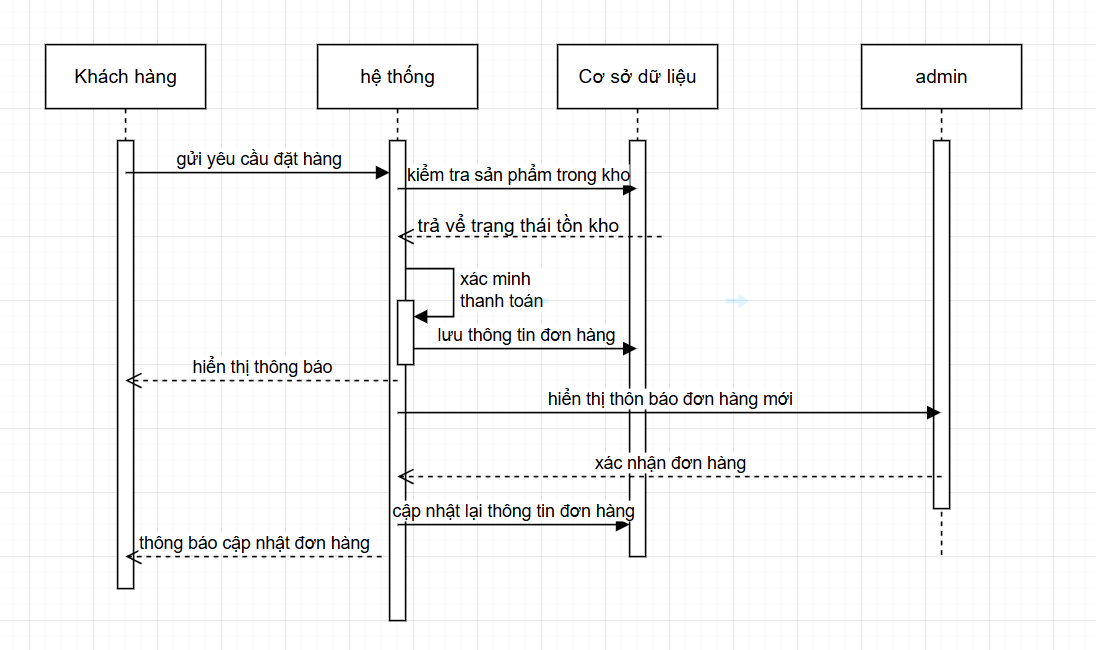 Khách hàng
hệ thống
Cơ sở dữ liệu
admin
gửi yêu cầu đặt hàng
kiểm tra sản phẩm trong kho
trả về trạng thái tồn kho
xác minh
thanh toán
lưu thông tin đơn hàng
hiển thị thông báo
hiển thị thôn báo đơn hàng mới
xác nhận đơn hàng
cập nhật lại thông tin đơn hàng
thông báo cập nhật đơn hàng